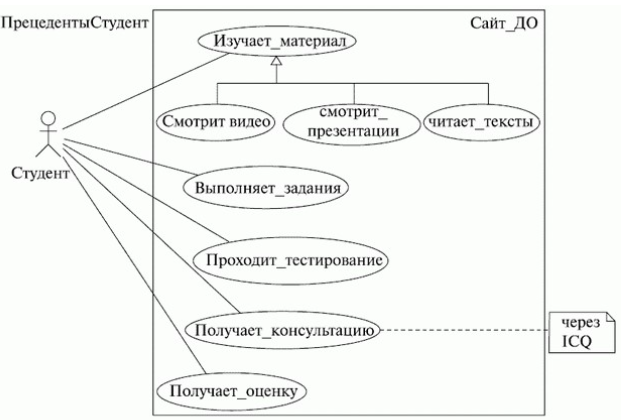 ПрецедентыСтудент
Сайт_ДО
Изучает_материал
Смотрит видео
смотрит_
презентации
читает_тексты
Студент
Выполняет_задания
Проходит_тестирование
Получает_консультацию
через
ICQ
Получает_оценку